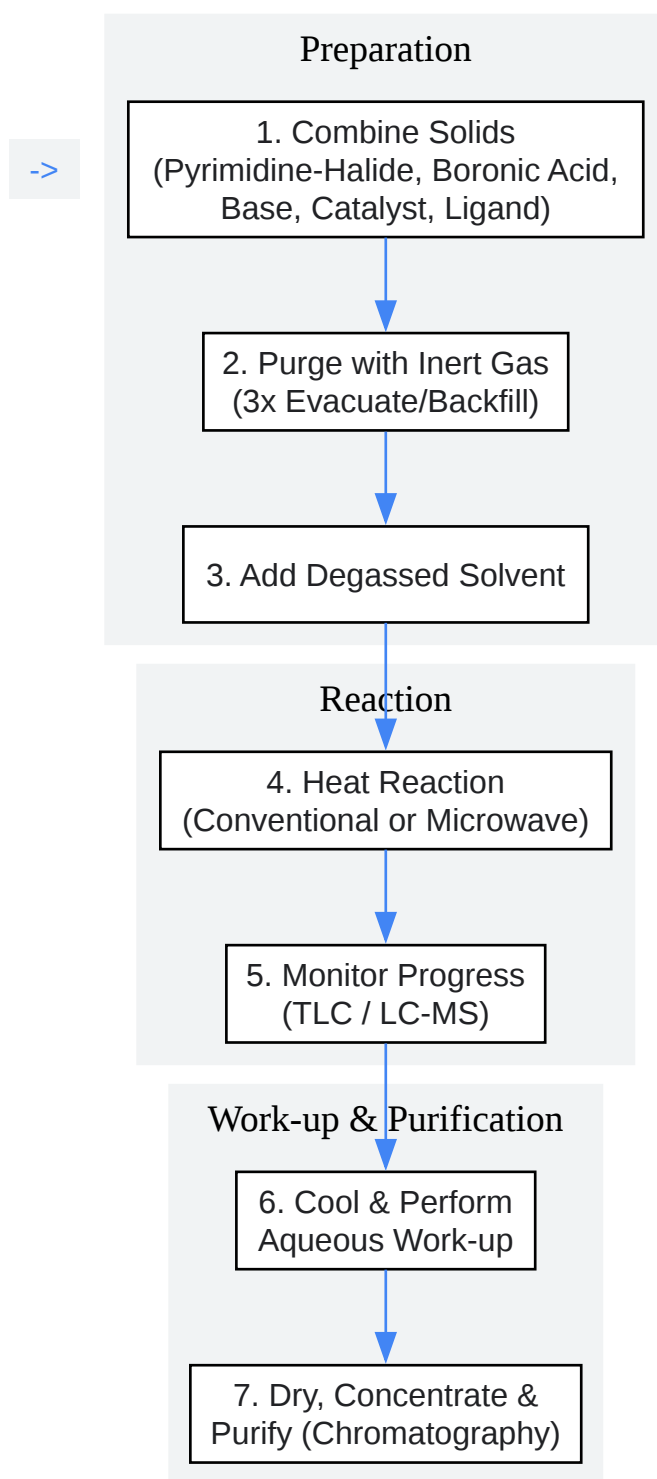 Preparation
->
1. Combine Solids
(Pyrimidine-Halide, Boronic Acid,
Base, Catalyst, Ligand)
2. Purge with Inert Gas
(3x Evacuate/Backfill)
3. Add Degassed Solvent
Reaction
4. Heat Reaction
(Conventional or Microwave)
5. Monitor Progress
(TLC / LC-MS)
Work-up & Purification
6. Cool & Perform
Aqueous Work-up
7. Dry, Concentrate &
Purify (Chromatography)